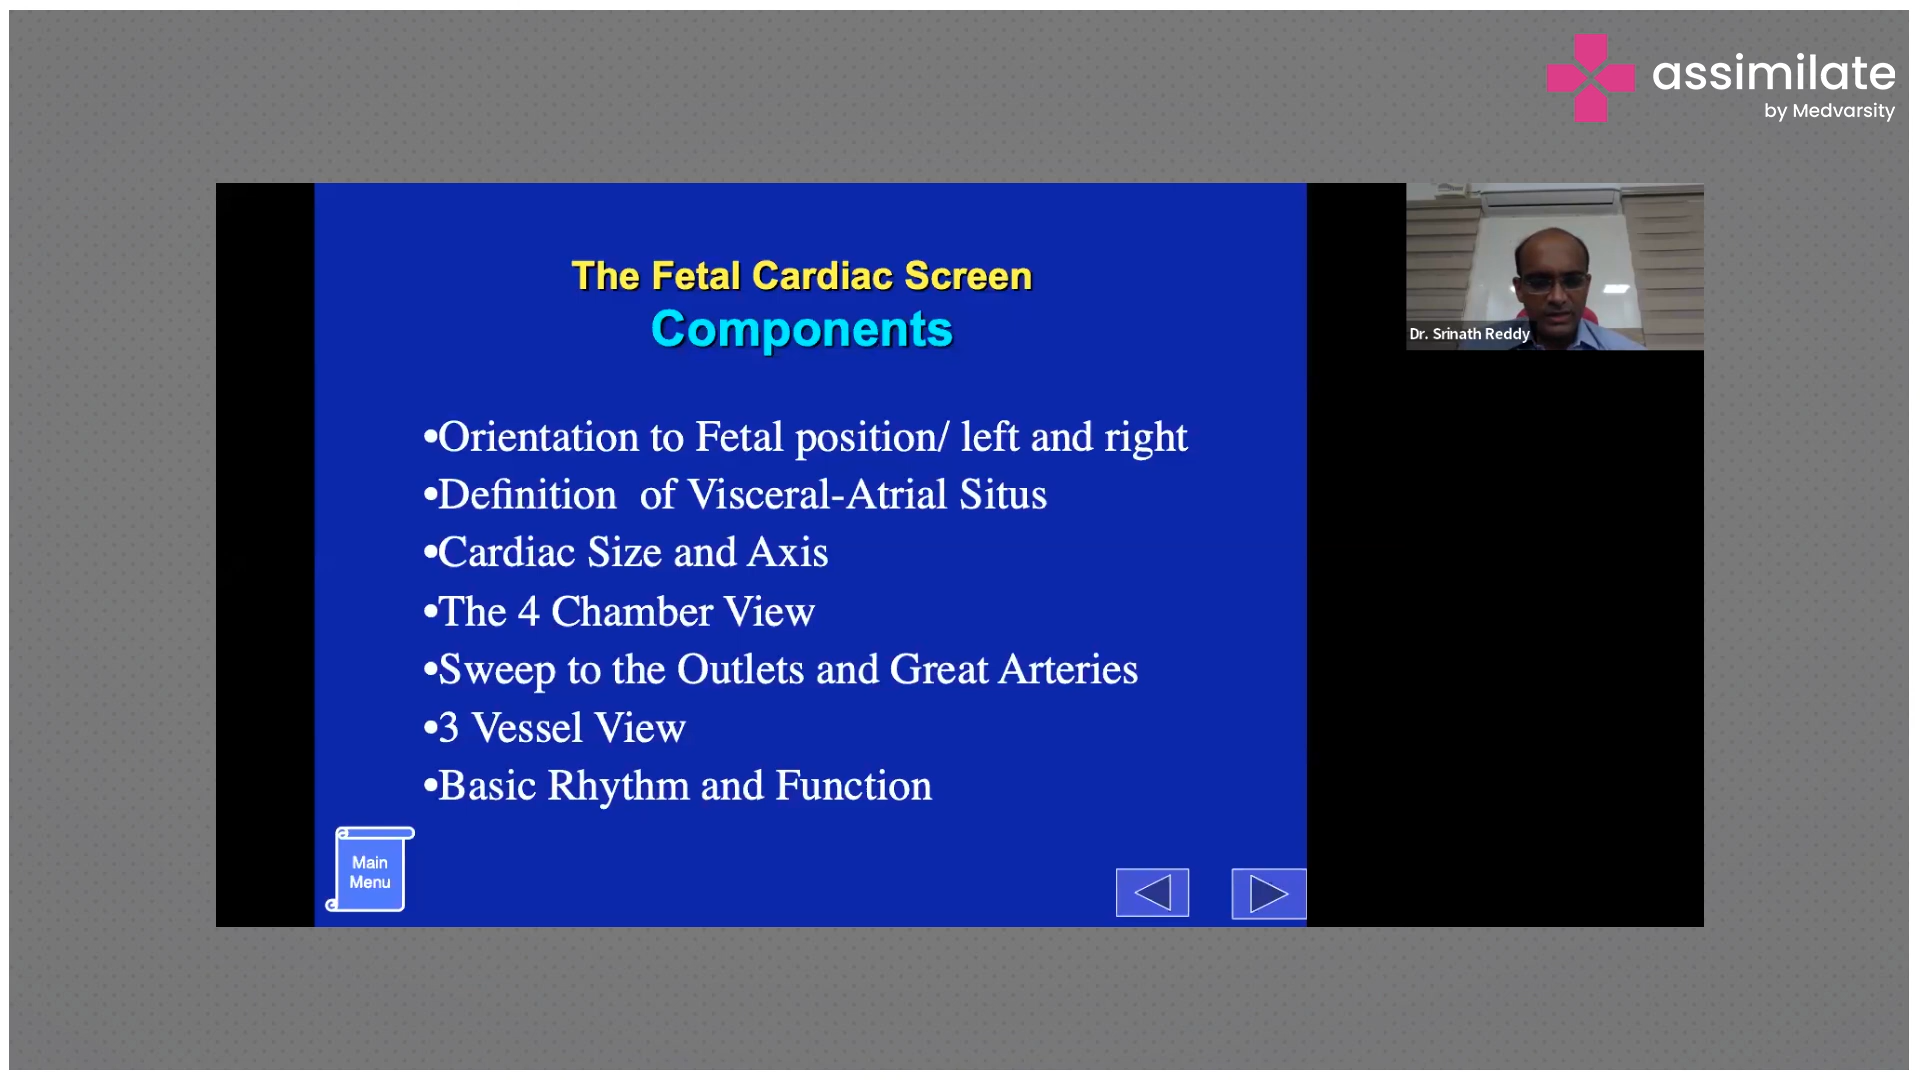 assimilate
by Medvarsity
The Fetal Cardiac Screen
Components
•Orientation to Fetal position/ left and right
•Definition  of Visceral-Atrial Situs
•Cardiac Size and Axis
•The 4 Chamber View
•Sweep to the Outlets and Great Arteries
•3 Vessel View
•Basic Rhythm and Function
Main
Menu
Dr. Srinath Reddy